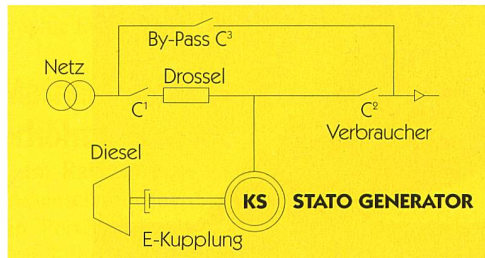 By-Pass C³
Netz
Drossel
C¹
C²
Verbraucher
Diesel
KS
STATO GENERATOR
E-Kupplung